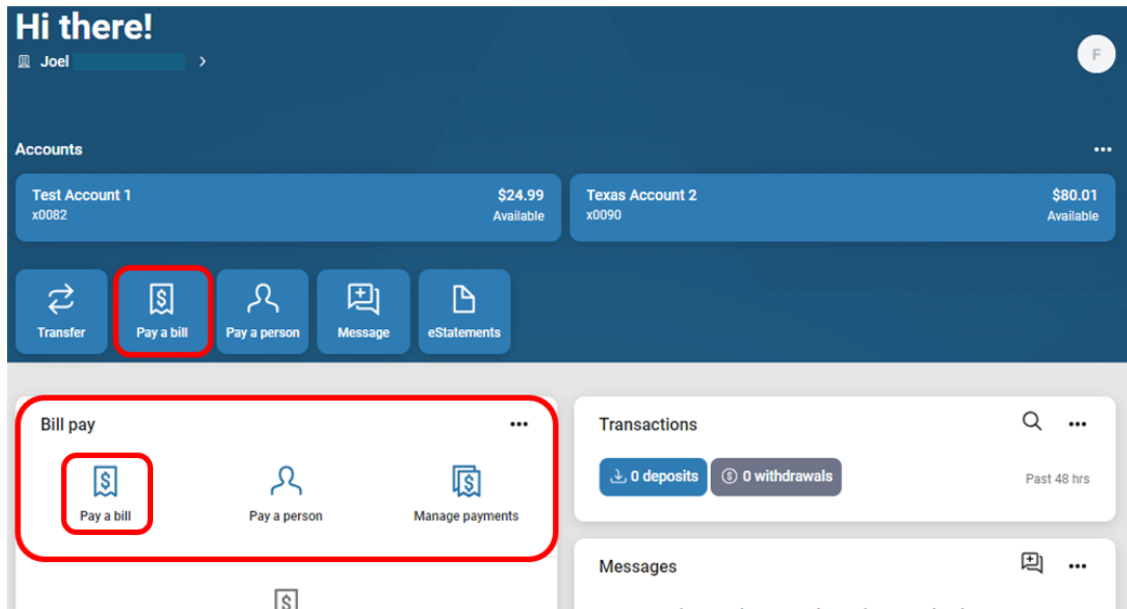 Hi there!
Joel
F
Accounts
Test Account 1 $24.99
x0082 Available
Texas Account 2 $80.01
x0090 Available
Transfer Pay a bill Pay a person Message eStatements
Bill pay
Pay a bill Pay a person Manage payments
Transactions
0 deposits 0 withdrawals Past 48 hrs
Messages